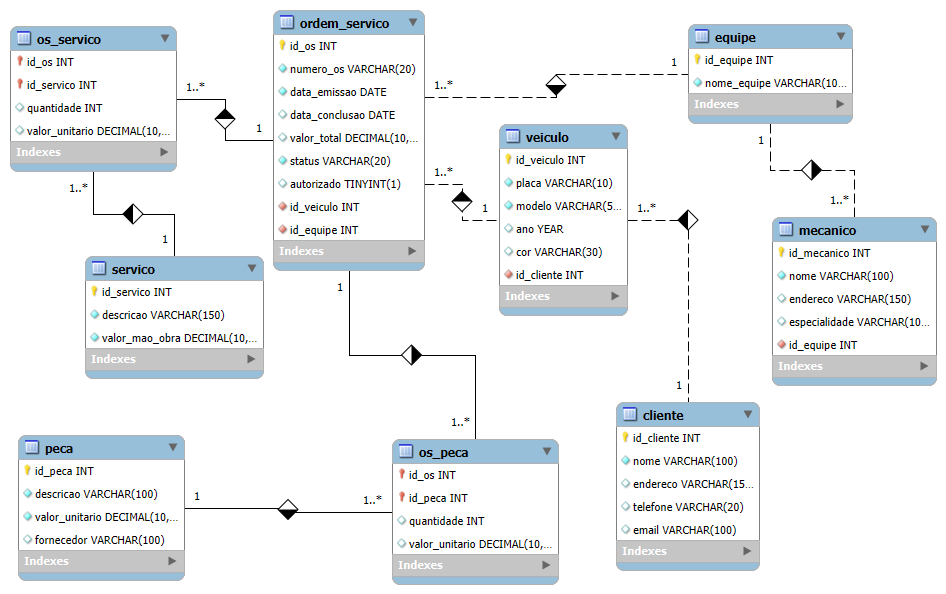 os_servico
id_os INT
id_servico INT
quantidade INT
valor_unitario DECIMAL(10,...
Indexes
1..*
1
1..*
1
ordem_servico
id_os INT
numero_os VARCHAR(20)
data_emissao DATE
data_conclusao DATE
valor_total DECIMAL(10,...
status VARCHAR(20)
autorizado TINYINT(1)
id_veiculo INT
id_equipe INT
Indexes
1..*
1
1..*
1
1
1..*
equipe
id_equipe INT
nome_equipe VARCHAR(10...
Indexes
1
1..*
veiculo
id_veiculo INT
placa VARCHAR(10)
modelo VARCHAR(5...
ano YEAR
cor VARCHAR(30)
id_cliente INT
Indexes
1..*
1
mecanico
id_mecanico INT
nome VARCHAR(100)
endereco VARCHAR(150)
especialidade VARCHAR(10...
id_equipe INT
Indexes
servico
id_servico INT
descricao VARCHAR(150)
valor_mao_obra DECIMAL(10,...
Indexes
cliente
id_cliente INT
nome VARCHAR(100)
endereco VARCHAR(15...
telefone VARCHAR(20)
email VARCHAR(100)
Indexes
peca
id_peca INT
descricao VARCHAR(100)
valor_unitario DECIMAL(10,...
fornecedor VARCHAR(100)
Indexes
1
1..*
os_peca
id_os INT
id_peca INT
quantidade INT
valor_unitario DECIMAL(10,...
Indexes